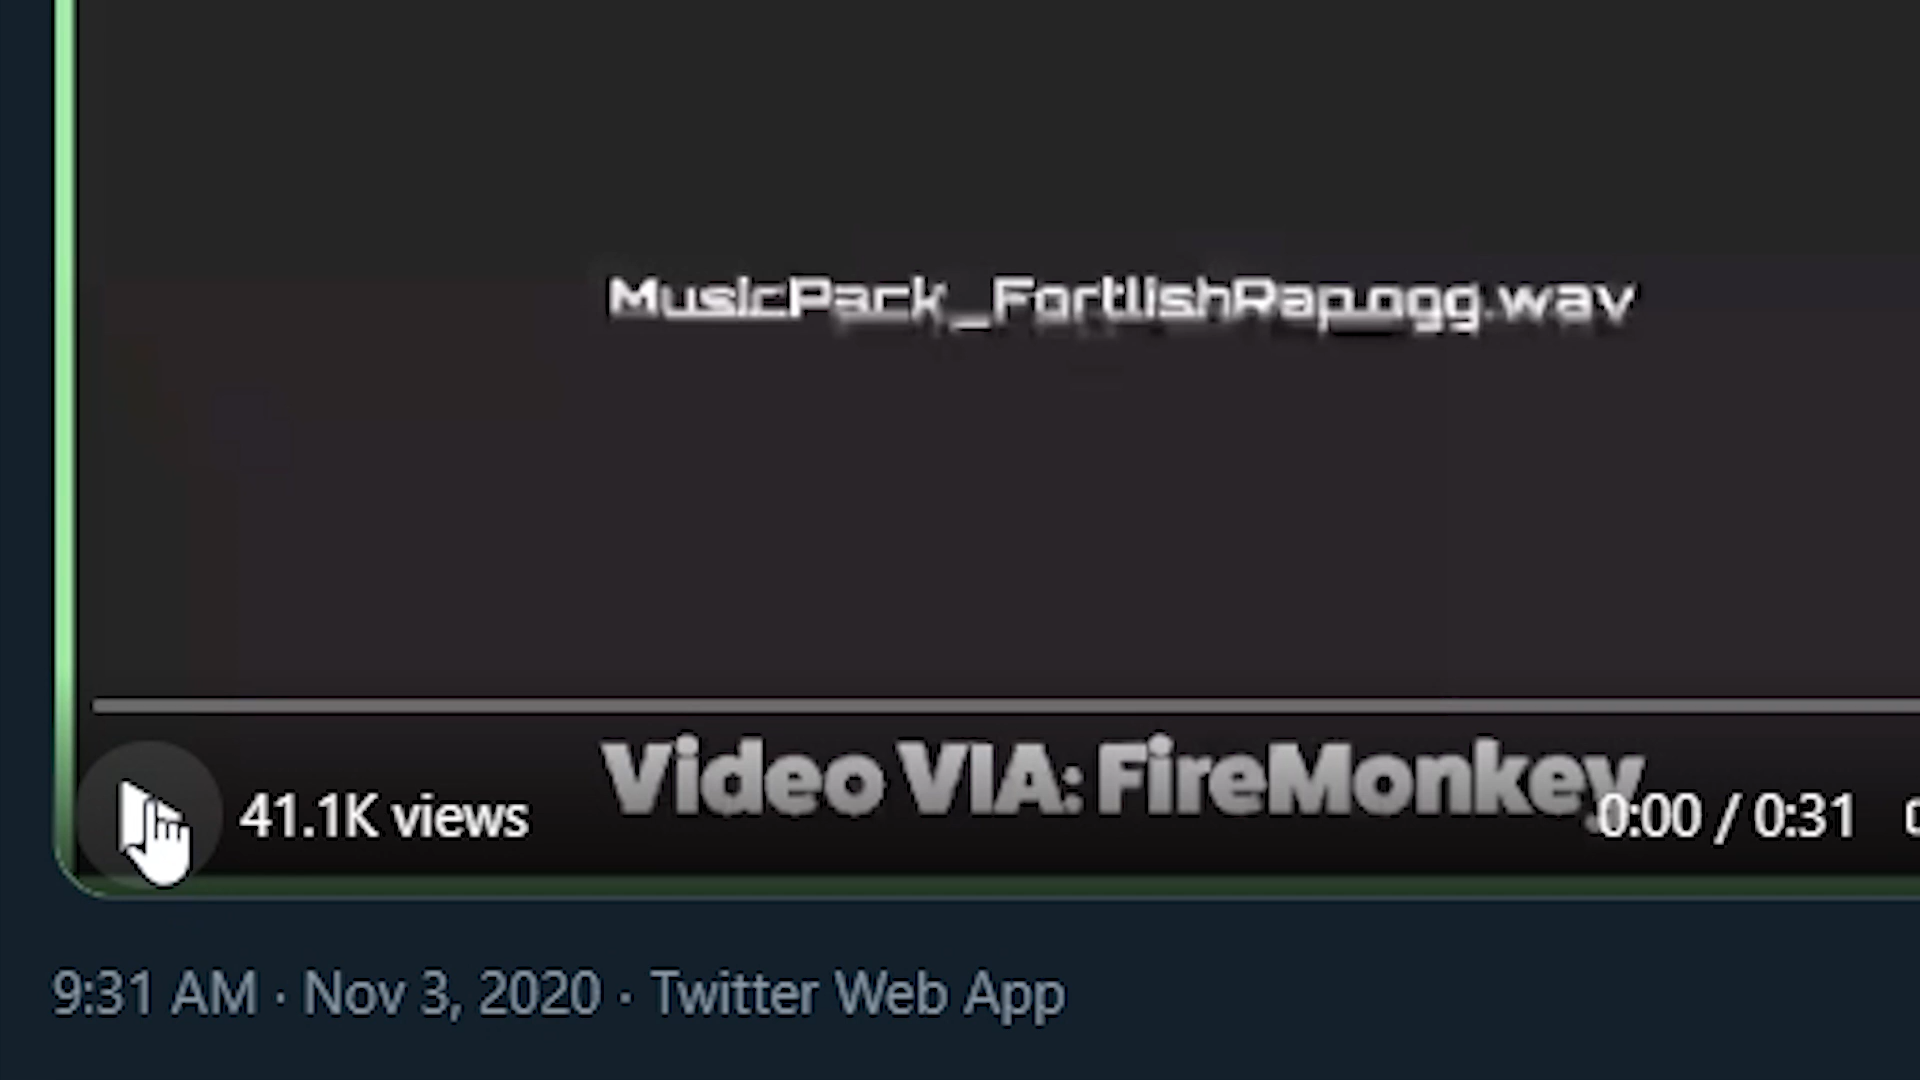 MusicPack_FortlishRap.ogg.wav
Video VIA: FireMonkey
41.1K views
0:00 / 0:31
9:31 AM · Nov 3, 2020 · Twitter Web App